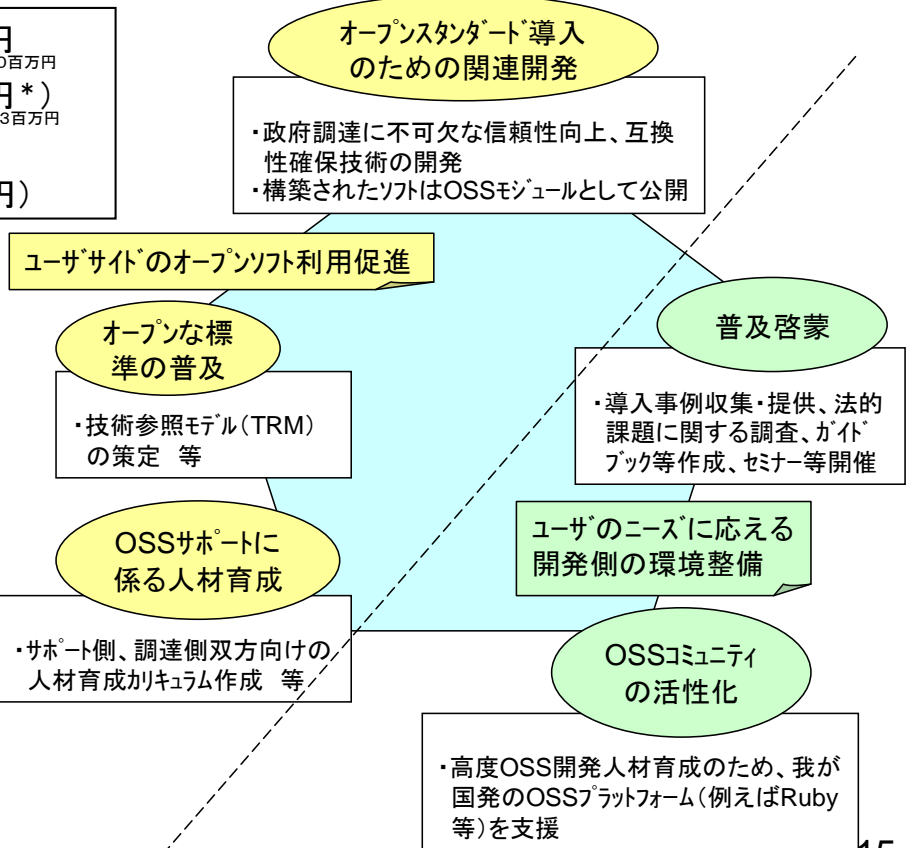 円
0百万円
円*)
3百万円
円)
オープンスタンダード導入
のための関連開発
・政府調達に不可欠な信頼性向上、互換
性確保技術の開発
・構築されたソフトはOSSモジュールとして公開
ユーザサイドのオープンソフト利用促進
オープンな標
準の普及
・技術参照モデル(TRM)
の策定 等
普及啓蒙
・導入事例収集・提供、法的
課題に関する調査、ガイド
ブック等作成、セミナー等開催
OSSサポートに
係る人材育成
・サポート側、調達側双方向けの
人材育成カリキュラム作成 等
ユーザのニーズに応える
開発側の環境整備
OSSコミュニティ
の活性化
・高度OSS開発人材育成のため、我が
国発のOSSプラットフォーム(例えばRuby
等)を支援